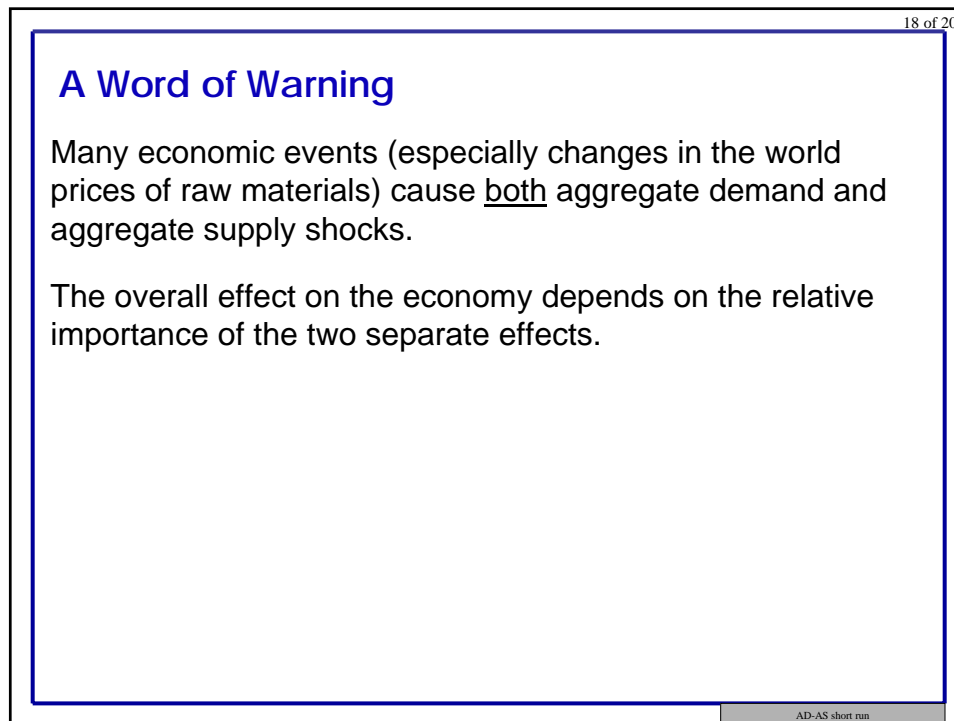 18 of 20
A Word of Warning
Many economic events (especially changes in the world
prices of raw materials) cause both aggregate demand and
aggregate supply shocks.
The overall effect on the economy depends on the relative
importance of the two separate effects.
AD-AS short run